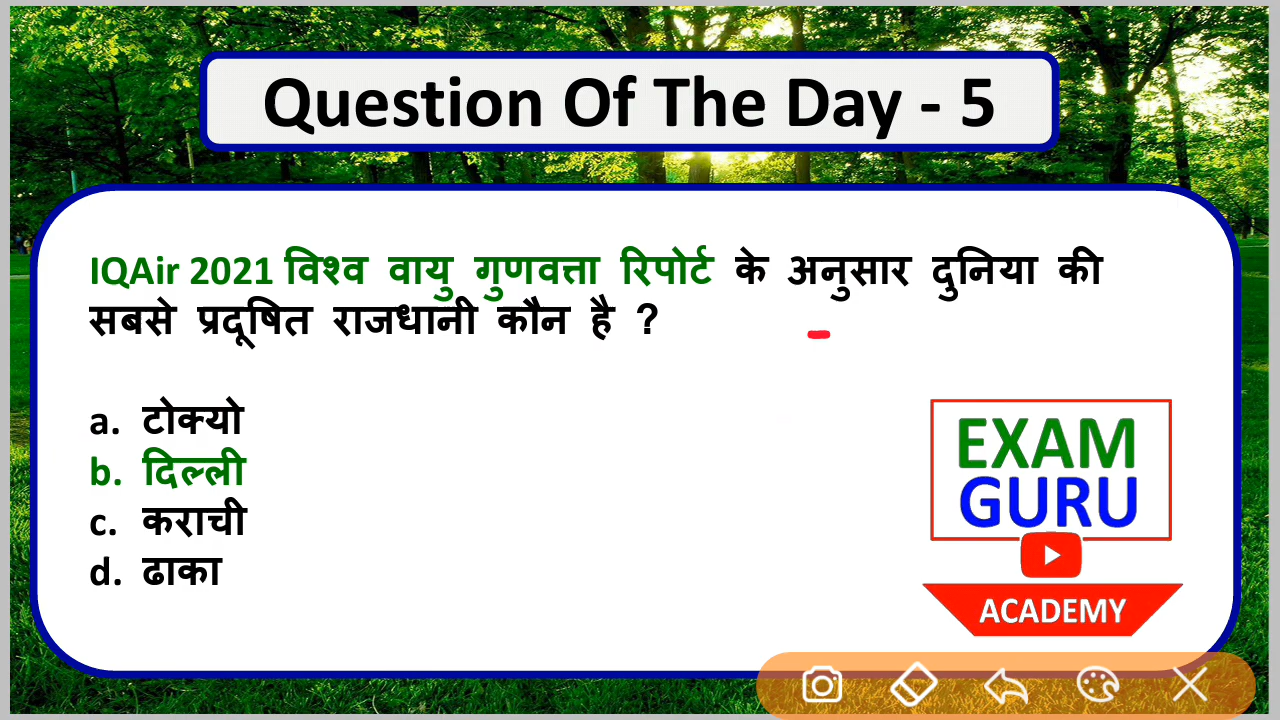 Question Of The Day - 5
IQAir 2021 विश्व वायु गुणवत्ता रिपोर्ट के अनुसार दुनिया की
सबसे प्रदूषित राजधानी कौन है ?
a. टोक्यो
b. दिल्ली
c. कराची
d. ढाका
EXAM
GURU
ACADEMY